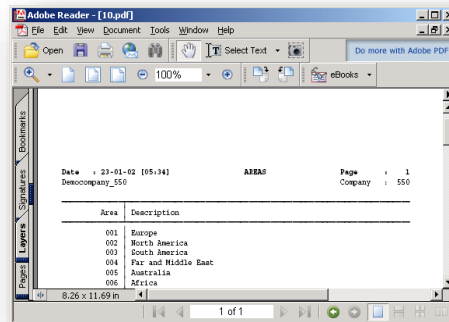 Adobe Reader - [10.pdf]
File Edit View Document Tools Window Help
Open Select Text Do more with Adobe PDF
100% eBooks
Bookmarks
Signatures
Layers
Pages
Date : 23-01-02 [05:34] AREAS Page : 1
Democompany_550 Company : 550
Area Description
001 Europe
002 North America
003 South America
004 Far and Middle East
005 Australia
006 Africa
8.26 x 11.69 in
1 of 1